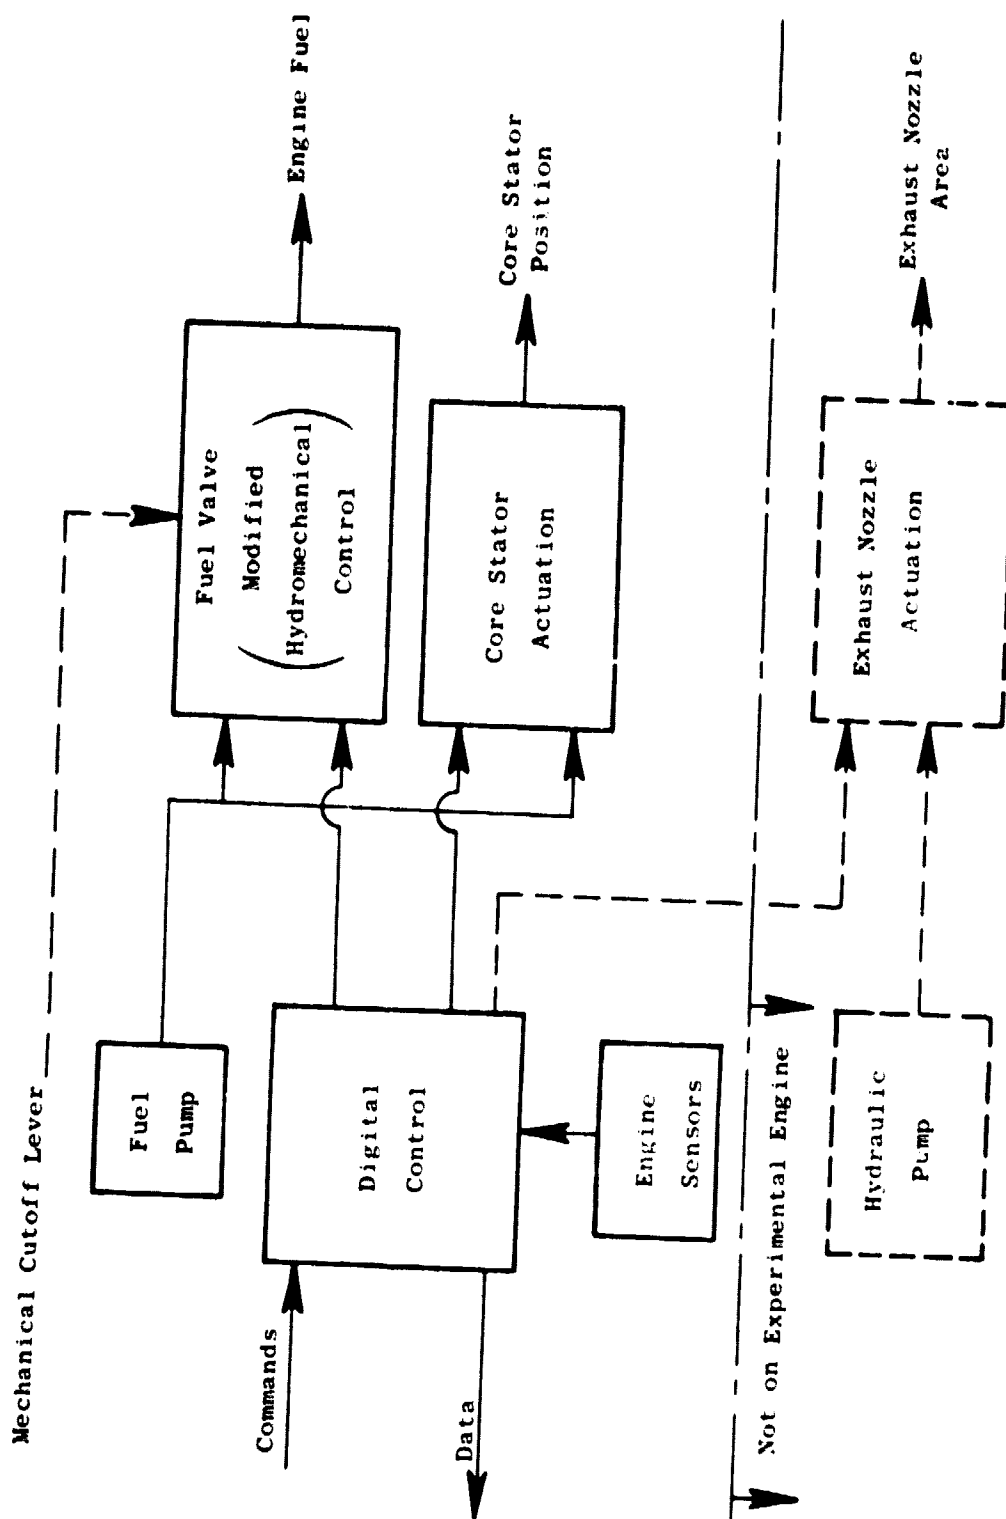 Mechanical Cutoff Lever
Fuel
Pump
Fuel Valve
Modified
Hydromechanical
Control
Engine Fuel
Commands
Data
Digital
Control
Core Stator
Actuation
Core Stator
Position
Engine
Sensors
Not on Experimental Engine
Hydraulic
Pump
Exhaust Nozzle
Actuation
Exhaust Nozzle
Area